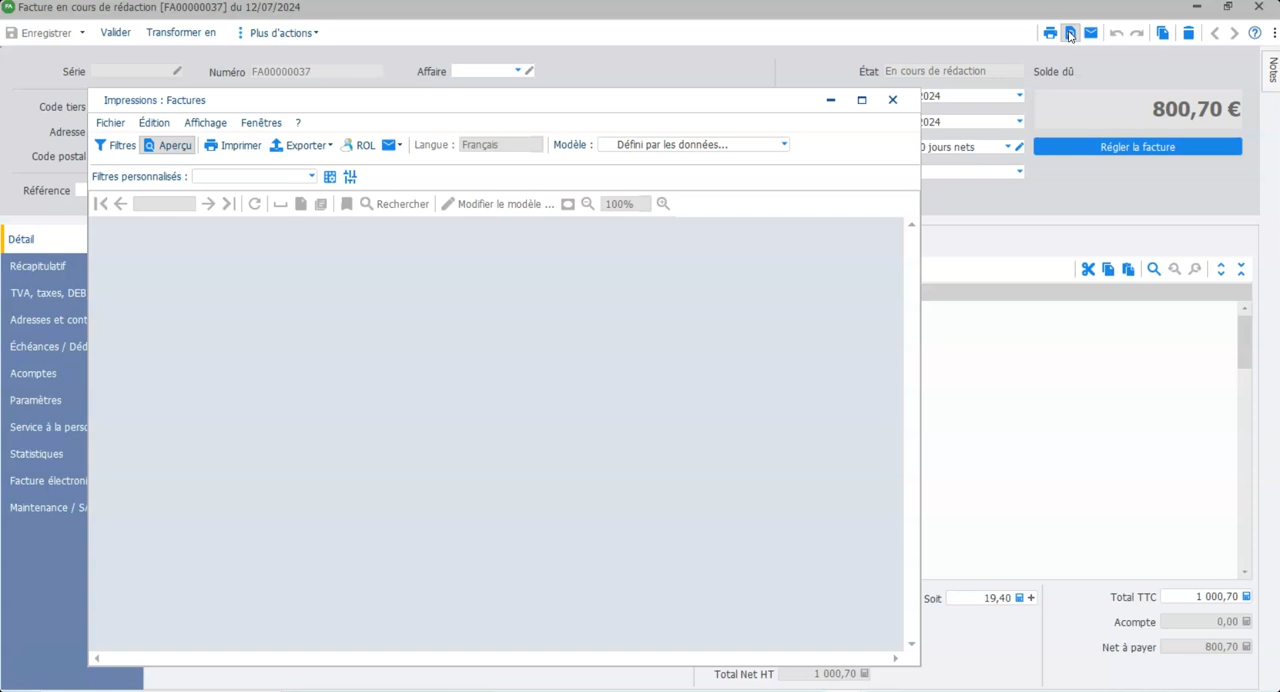 FA Facture en cours de rédaction [FA00000037] du 12/07/2024
Enregistrer Valider Transformer en Plus d'actions
Série Numéro FA00000037 Affaire État En cours de rédaction Solde dû
Notes
Code tiers
Adresse
Code postal
Référence
2024
2024
0 jours nets
800,70 €
Régler la facture
Impressions : Factures
Fichier Édition Affichage Fenêtres ?
Filtres Aperçu Imprimer Exporter ROL Langue : Français Modèle : Défini par les données...
Filtres personnalisés :
Rechercher Modifier le modèle ... 100%
Détail
Récapitulatif
TVA, taxes, DEB
Adresses et cont
Échéances / Déd
Acomptes
Paramètres
Service à la perso
Statistiques
Facture électroni
Maintenance / SA
Soit 19,40
Total TTC 1 000,70
Acompte 0,00
Net à payer 800,70
Total Net HT 1 000,70